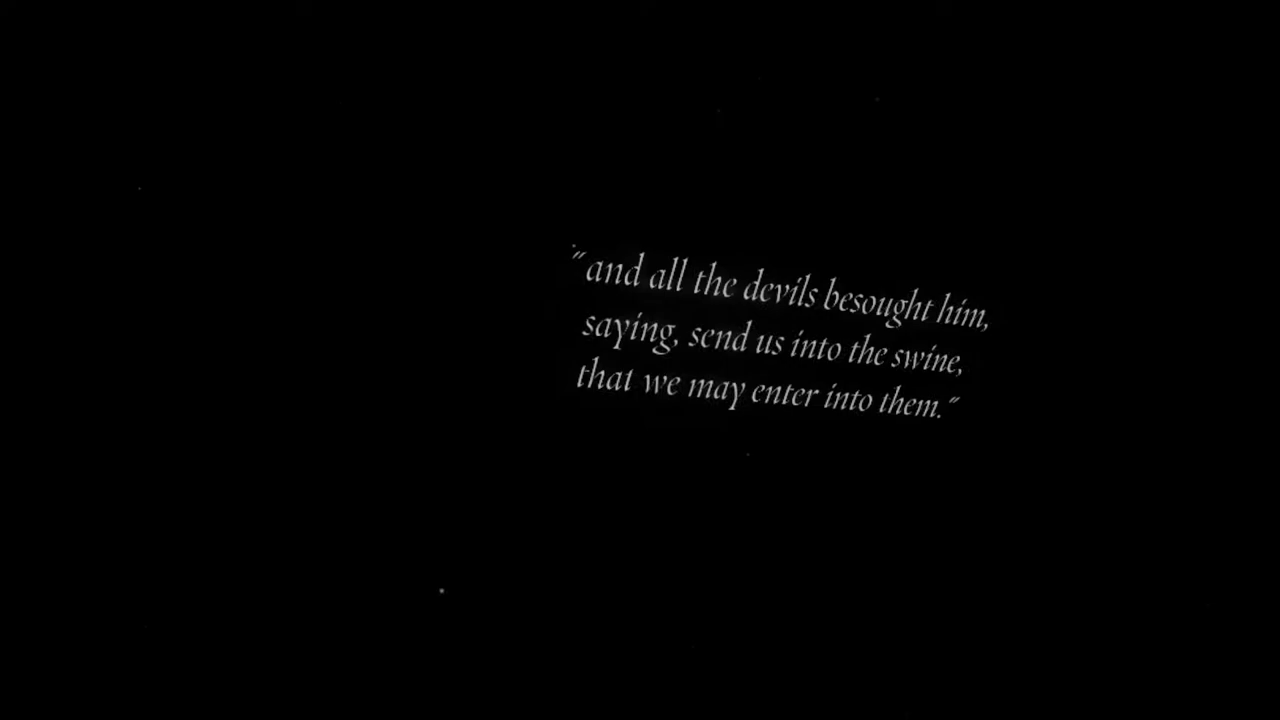 "and all the devils besought him,
saying, send us into the swine,
that we may enter into them."